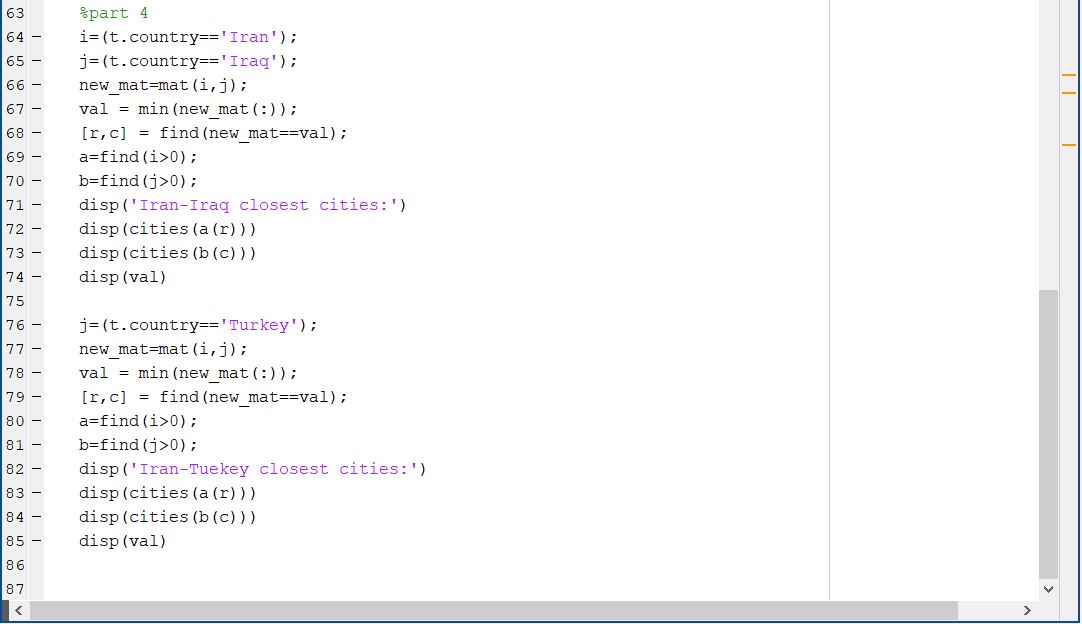 63 %part 4
64 – i=(t.country=='Iran');
65 – j=(t.country=='Iraq');
66 – new_mat=mat(i,j);
67 – val = min(new_mat(:));
68 – [r,c] = find(new_mat==val);
69 – a=find(i>0);
70 – b=find(j>0);
71 – disp('Iran-Iraq closest cities:')
72 – disp(cities(a(r)))
73 – disp(cities(b(c)))
74 – disp(val)
75
76 – j=(t.country=='Turkey');
77 – new_mat=mat(i,j);
78 – val = min(new_mat(:));
79 – [r,c] = find(new_mat==val);
80 – a=find(i>0);
81 – b=find(j>0);
82 – disp('Iran-Tuekey closest cities:')
83 – disp(cities(a(r)))
84 – disp(cities(b(c)))
85 – disp(val)
86
87